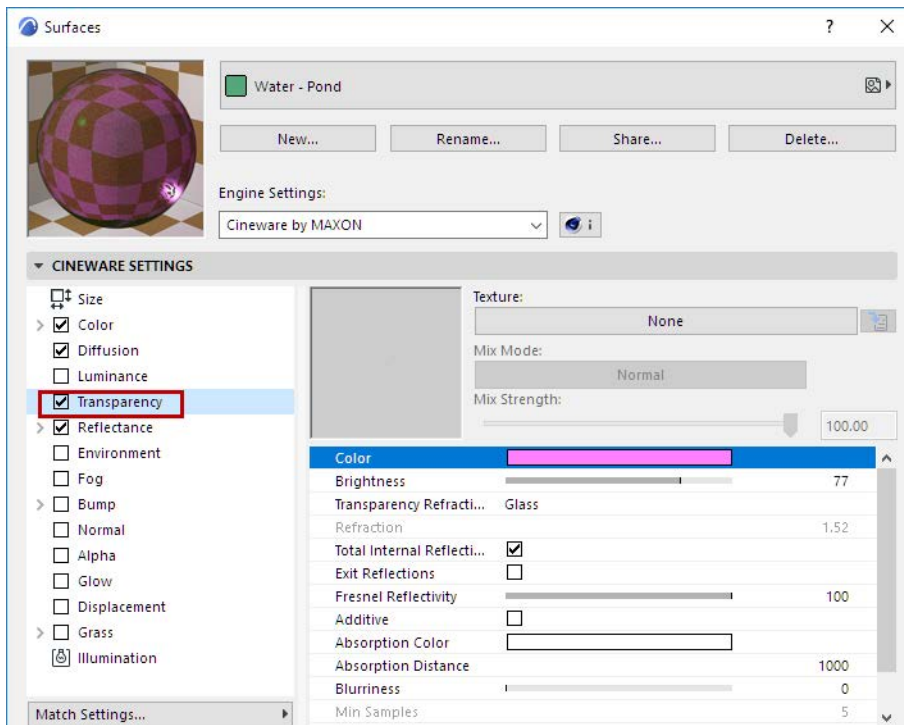 Surfaces
?
Water - Pond
New...
Rename...
Share...
Delete...
Engine Settings:
Cineware by MAXON
i
CINEWARE SETTINGS
Size
Color
Diffusion
Luminance
Transparency
Reflectance
Environment
Fog
Bump
Normal
Alpha
Glow
Displacement
Grass
Illumination
Match Settings...
Texture:
None
Mix Mode:
Normal
Mix Strength:
100.00
Color
Brightness 77
Transparency Refracti... Glass
Refraction 1.52
Total Internal Reflecti...
Exit Reflections
Fresnel Reflectivity 100
Additive
Absorption Color
Absorption Distance 1000
Blurriness 0
Min Samples 5